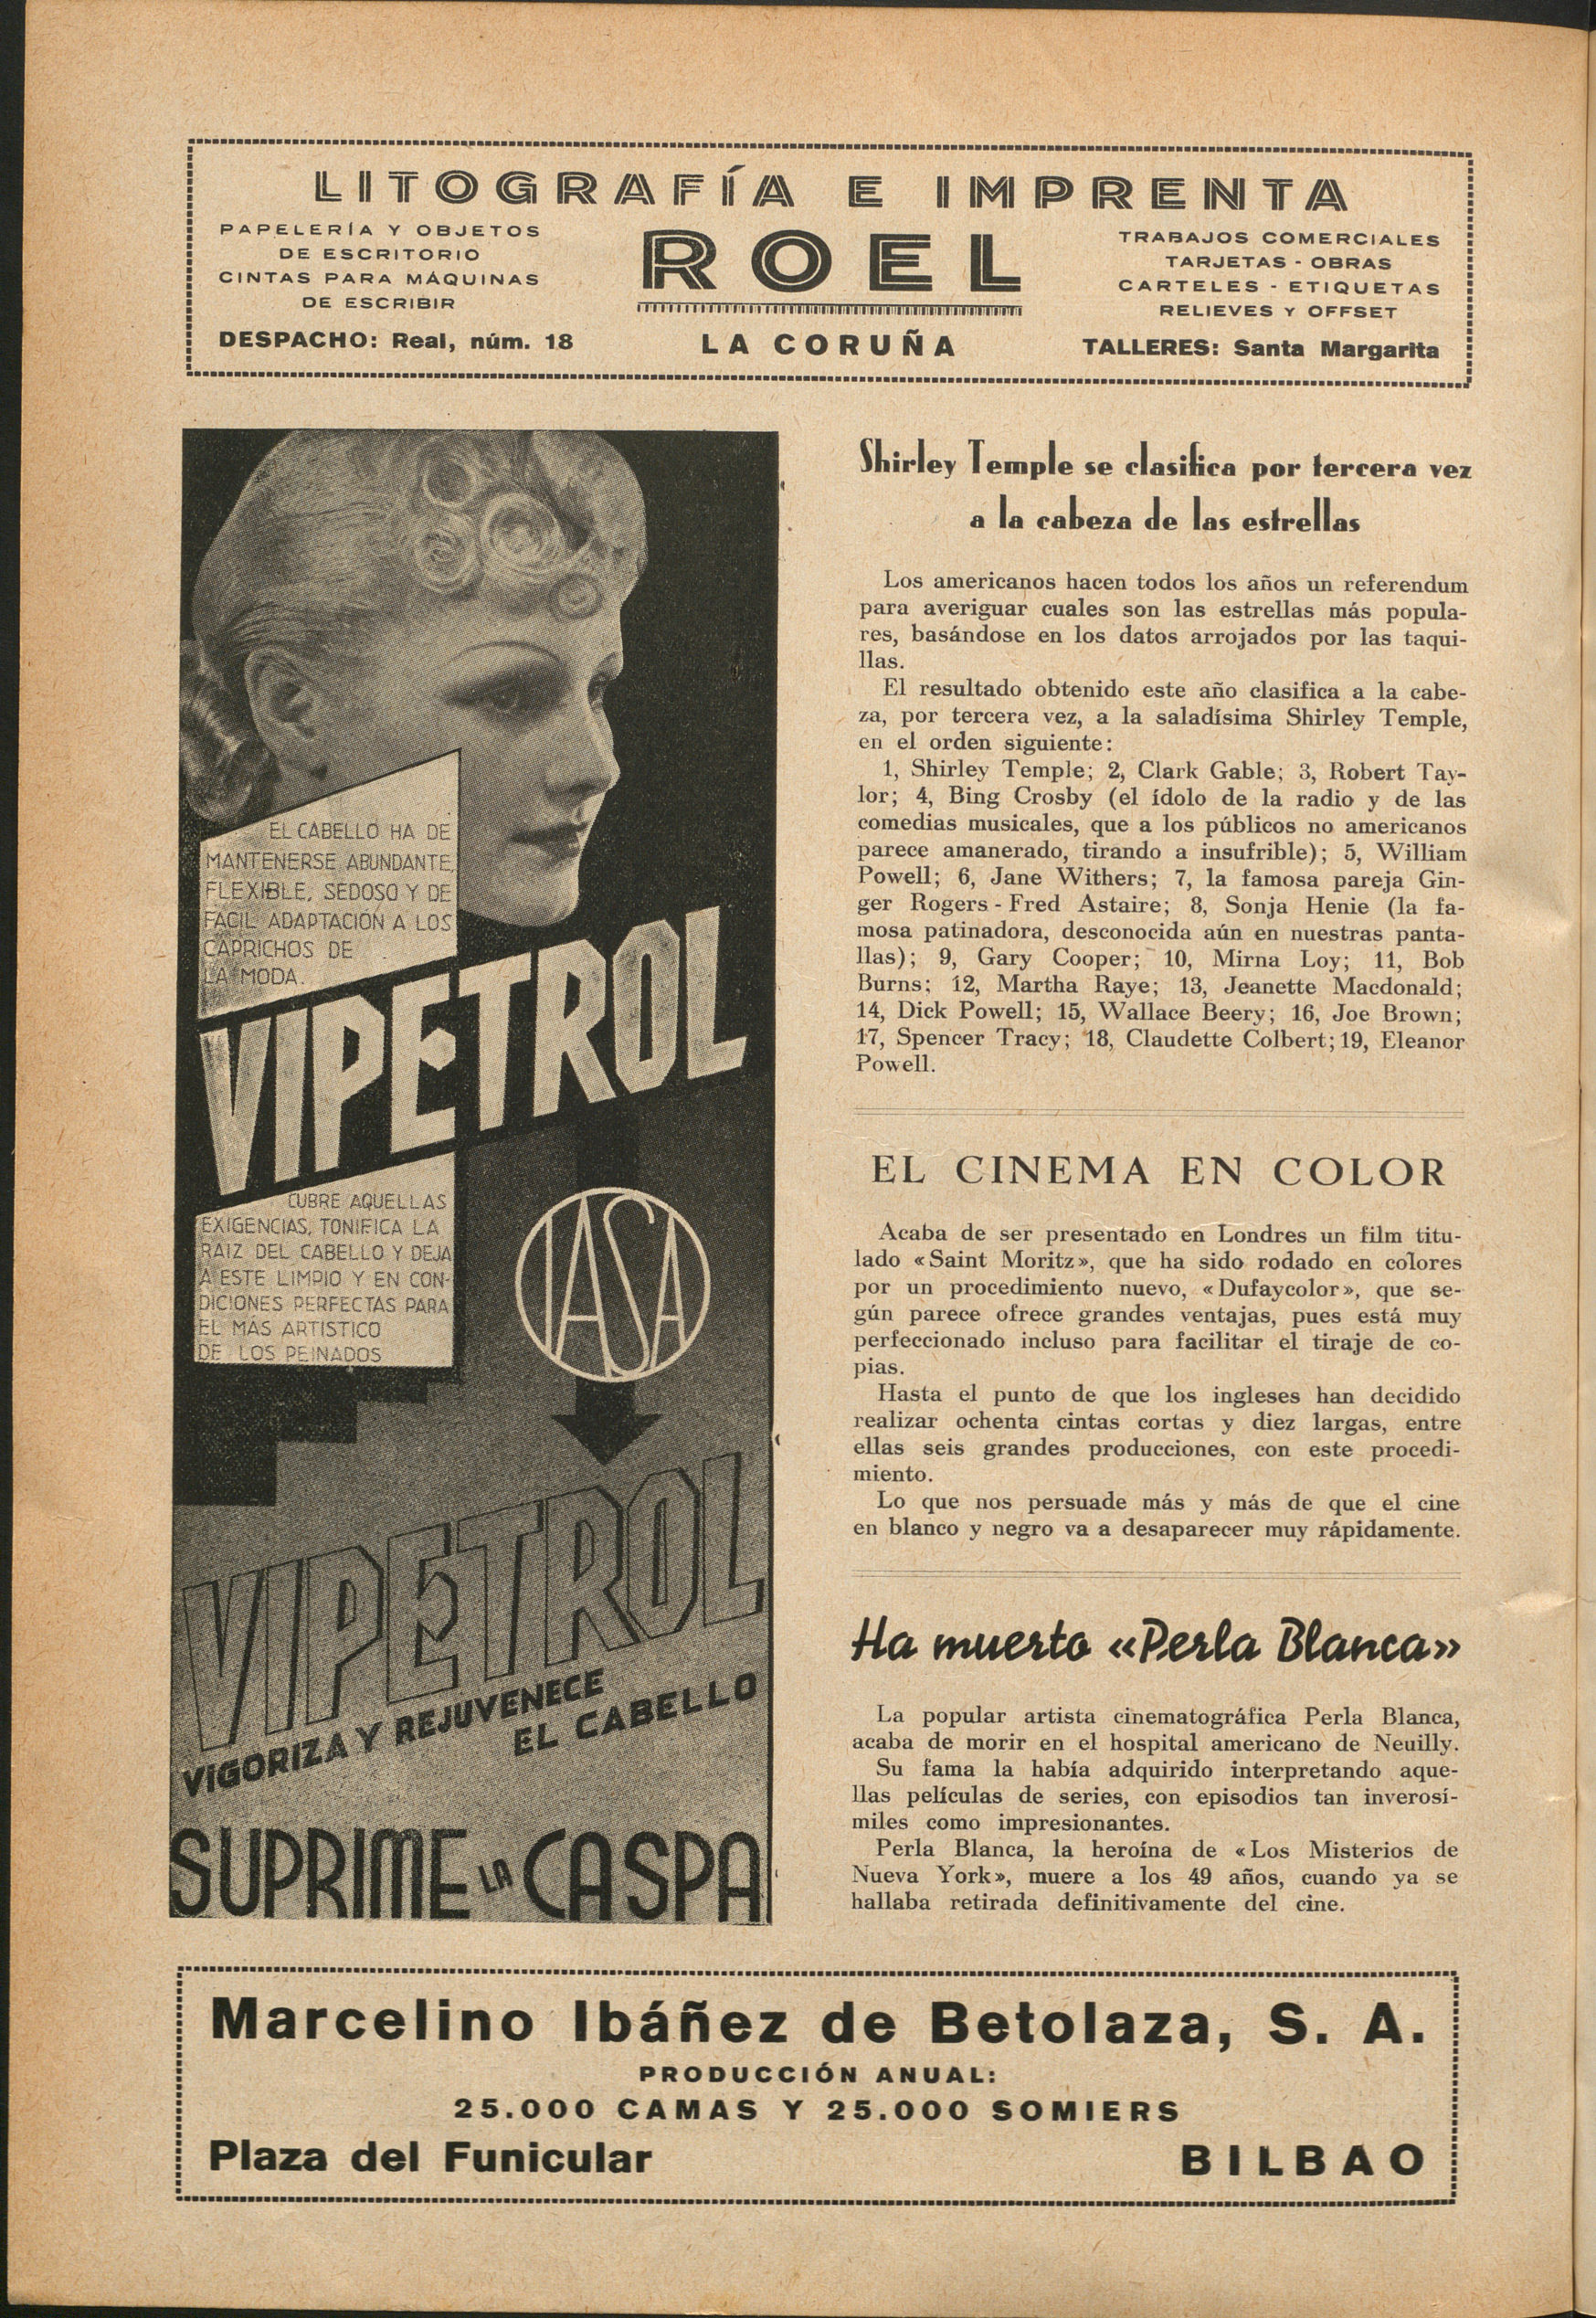 LITOGRAFÍA E IMPRENTA
PAPELERÍA Y OBJETOS
DE ESCRITORIO
CINTAS PARA MÁQUINAS
DE ESCRIBIR
DESPACHO: Real, núm. 18
ROEL
LA CORUÑA
TRABAJOS COMERCIALES
TARJETAS - OBRAS
CARTELES - ETIQUETAS
RELIEVES Y OFFSET
TALLERES: Santa Margarita
EL CABELLO HA DE
MANTENERSE ABUNDANTE,
FLEXIBLE, SEDOSO Y DE
FACIL ADAPTACIÓN A LOS
CAPRICHOS DE
LA MODA.
VIPETROL
CUBRE AQUELLAS
EXIGENCIAS, TONIFICA LA
RAIZ DEL CABELLO Y DEJA
A ESTE LIMPIO Y EN CON-
DICIONES PERFECTAS PARA
EL MÁS ARTISTICO
DE LOS PEINADOS
IASA
VIPETROL
VIGORIZA Y REJUVENECE
EL CABELLO
SUPRIME LA CASPA
Shirley Temple se clasifica por tercera vez
a la cabeza de las estrellas
Los americanos hacen todos los años un referendum
para averiguar cuales son las estrellas más popula-
res, basándose en los datos arrojados por las taqui-
llas.
El resultado obtenido este año clasifica a la cabe-
za, por tercera vez, a la saladísima Shirley Temple,
en el orden siguiente:
1, Shirley Temple; 2, Clark Gable; 3, Robert Tay-
lor; 4, Bing Crosby (el ídolo de la radio y de las
comedias musicales, que a los públicos no americanos
parece amanerado, tirando a insufrible); 5, William
Powell; 6, Jane Withers; 7, la famosa pareja Gin-
ger Rogers - Fred Astaire; 8, Sonja Henie (la fa-
mosa patinadora, desconocida aún en nuestras panta-
llas); 9, Gary Cooper; 10, Mirna Loy; 11, Bob
Burns; 12, Martha Raye; 13, Jeanette Macdonald;
14, Dick Powell; 15, Wallace Beery; 16, Joe Brown;
17, Spencer Tracy; 18, Claudette Colbert; 19, Eleanor
Powell.
EL CINEMA EN COLOR
Acaba de ser presentado en Londres un film titu-
lado «Saint Moritz», que ha sido rodado en colores
por un procedimiento nuevo, «Dufaycolor», que se-
gún parece ofrece grandes ventajas, pues está muy
perfeccionado incluso para facilitar el tiraje de co-
pias.
Hasta el punto de que los ingleses han decidido
realizar ochenta cintas cortas y diez largas, entre
ellas seis grandes producciones, con este procedi-
miento.
Lo que nos persuade más y más de que el cine
en blanco y negro va a desaparecer muy rápidamente.
Ha muerto «Perla Blanca»
La popular artista cinematográfica Perla Blanca,
acaba de morir en el hospital americano de Neuilly.
Su fama la había adquirido interpretando aque-
llas películas de series, con episodios tan inverosí-
miles como impresionantes.
Perla Blanca, la heroína de «Los Misterios de
Nueva York», muere a los 49 años, cuando ya se
hallaba retirada definitivamente del cine.
Marcelino Ibáñez de Betolaza, S. A.
PRODUCCIÓN ANUAL:
25.000 CAMAS Y 25.000 SOMIERS
Plaza del Funicular BILBAO